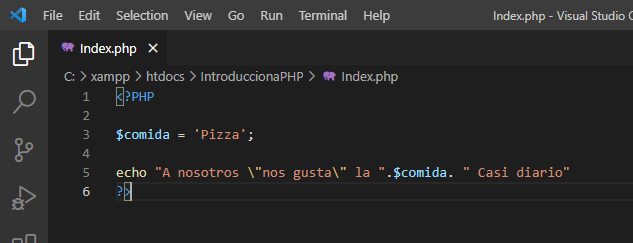 File Edit Selection View Go Run Terminal Help Index.php - Visual Studio
Index.php ×
C: > xampp > htdocs > IntroduccionaPHP > Index.php
1 <?PHP
2
3 $comida = 'Pizza';
4
5 echo "A nosotros \"nos gusta\" la ".$comida. " Casi diario"
6 ?>